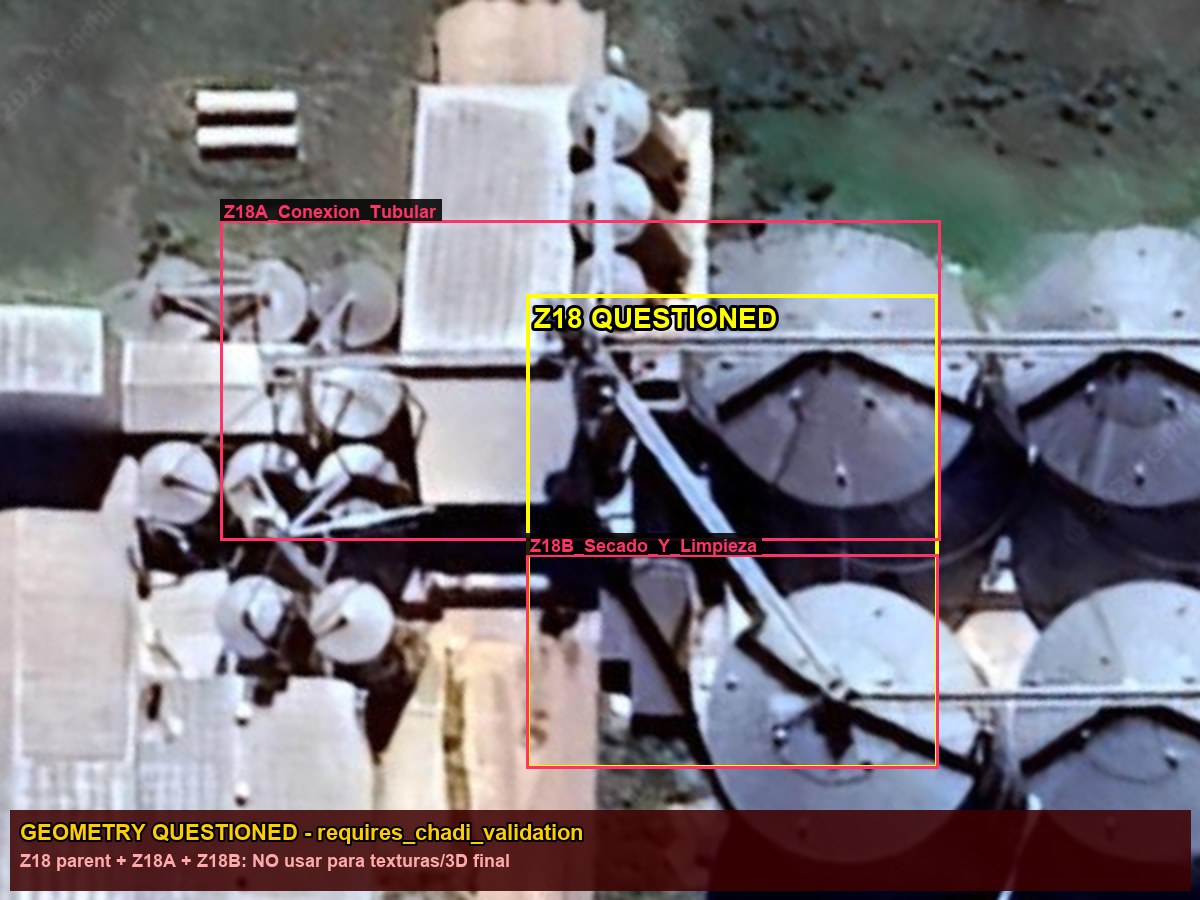 Z18A_Conexion_Tubular
Z18 QUESTIONED
Z18B_Secado_Y_Limpieza
GEOMETRY QUESTIONED - requires_chadi_validation
Z18 parent + Z18A + Z18B: NO usar para texturas/3D final